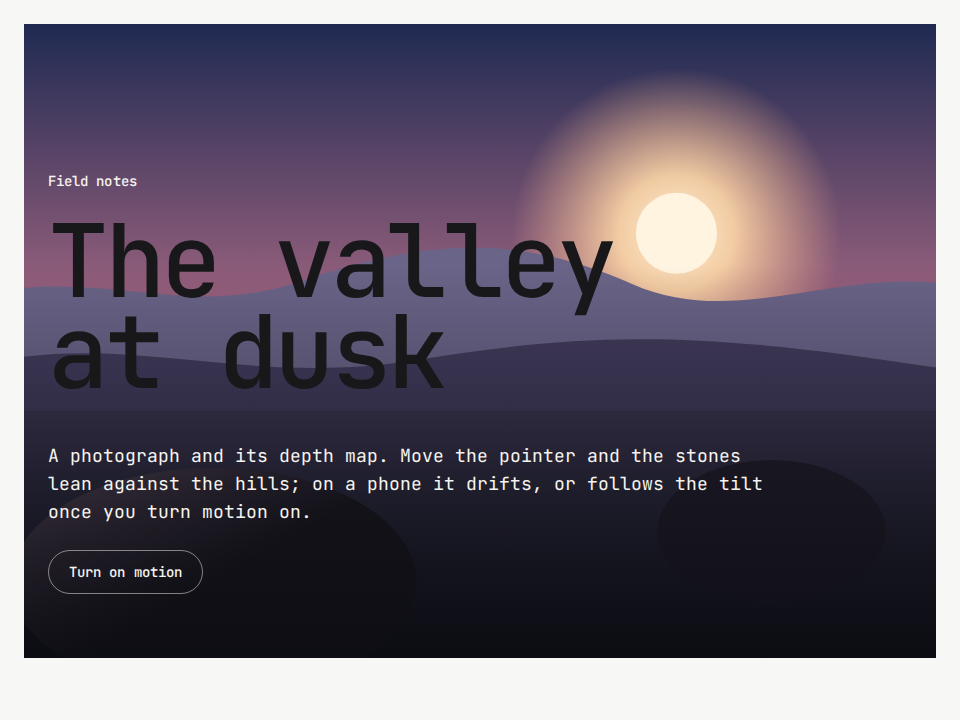 Field notes
The valley
at dusk
A photograph and its depth map. Move the pointer and the stones
lean against the hills; on a phone it drifts, or follows the tilt
once you turn motion on.
Turn on motion